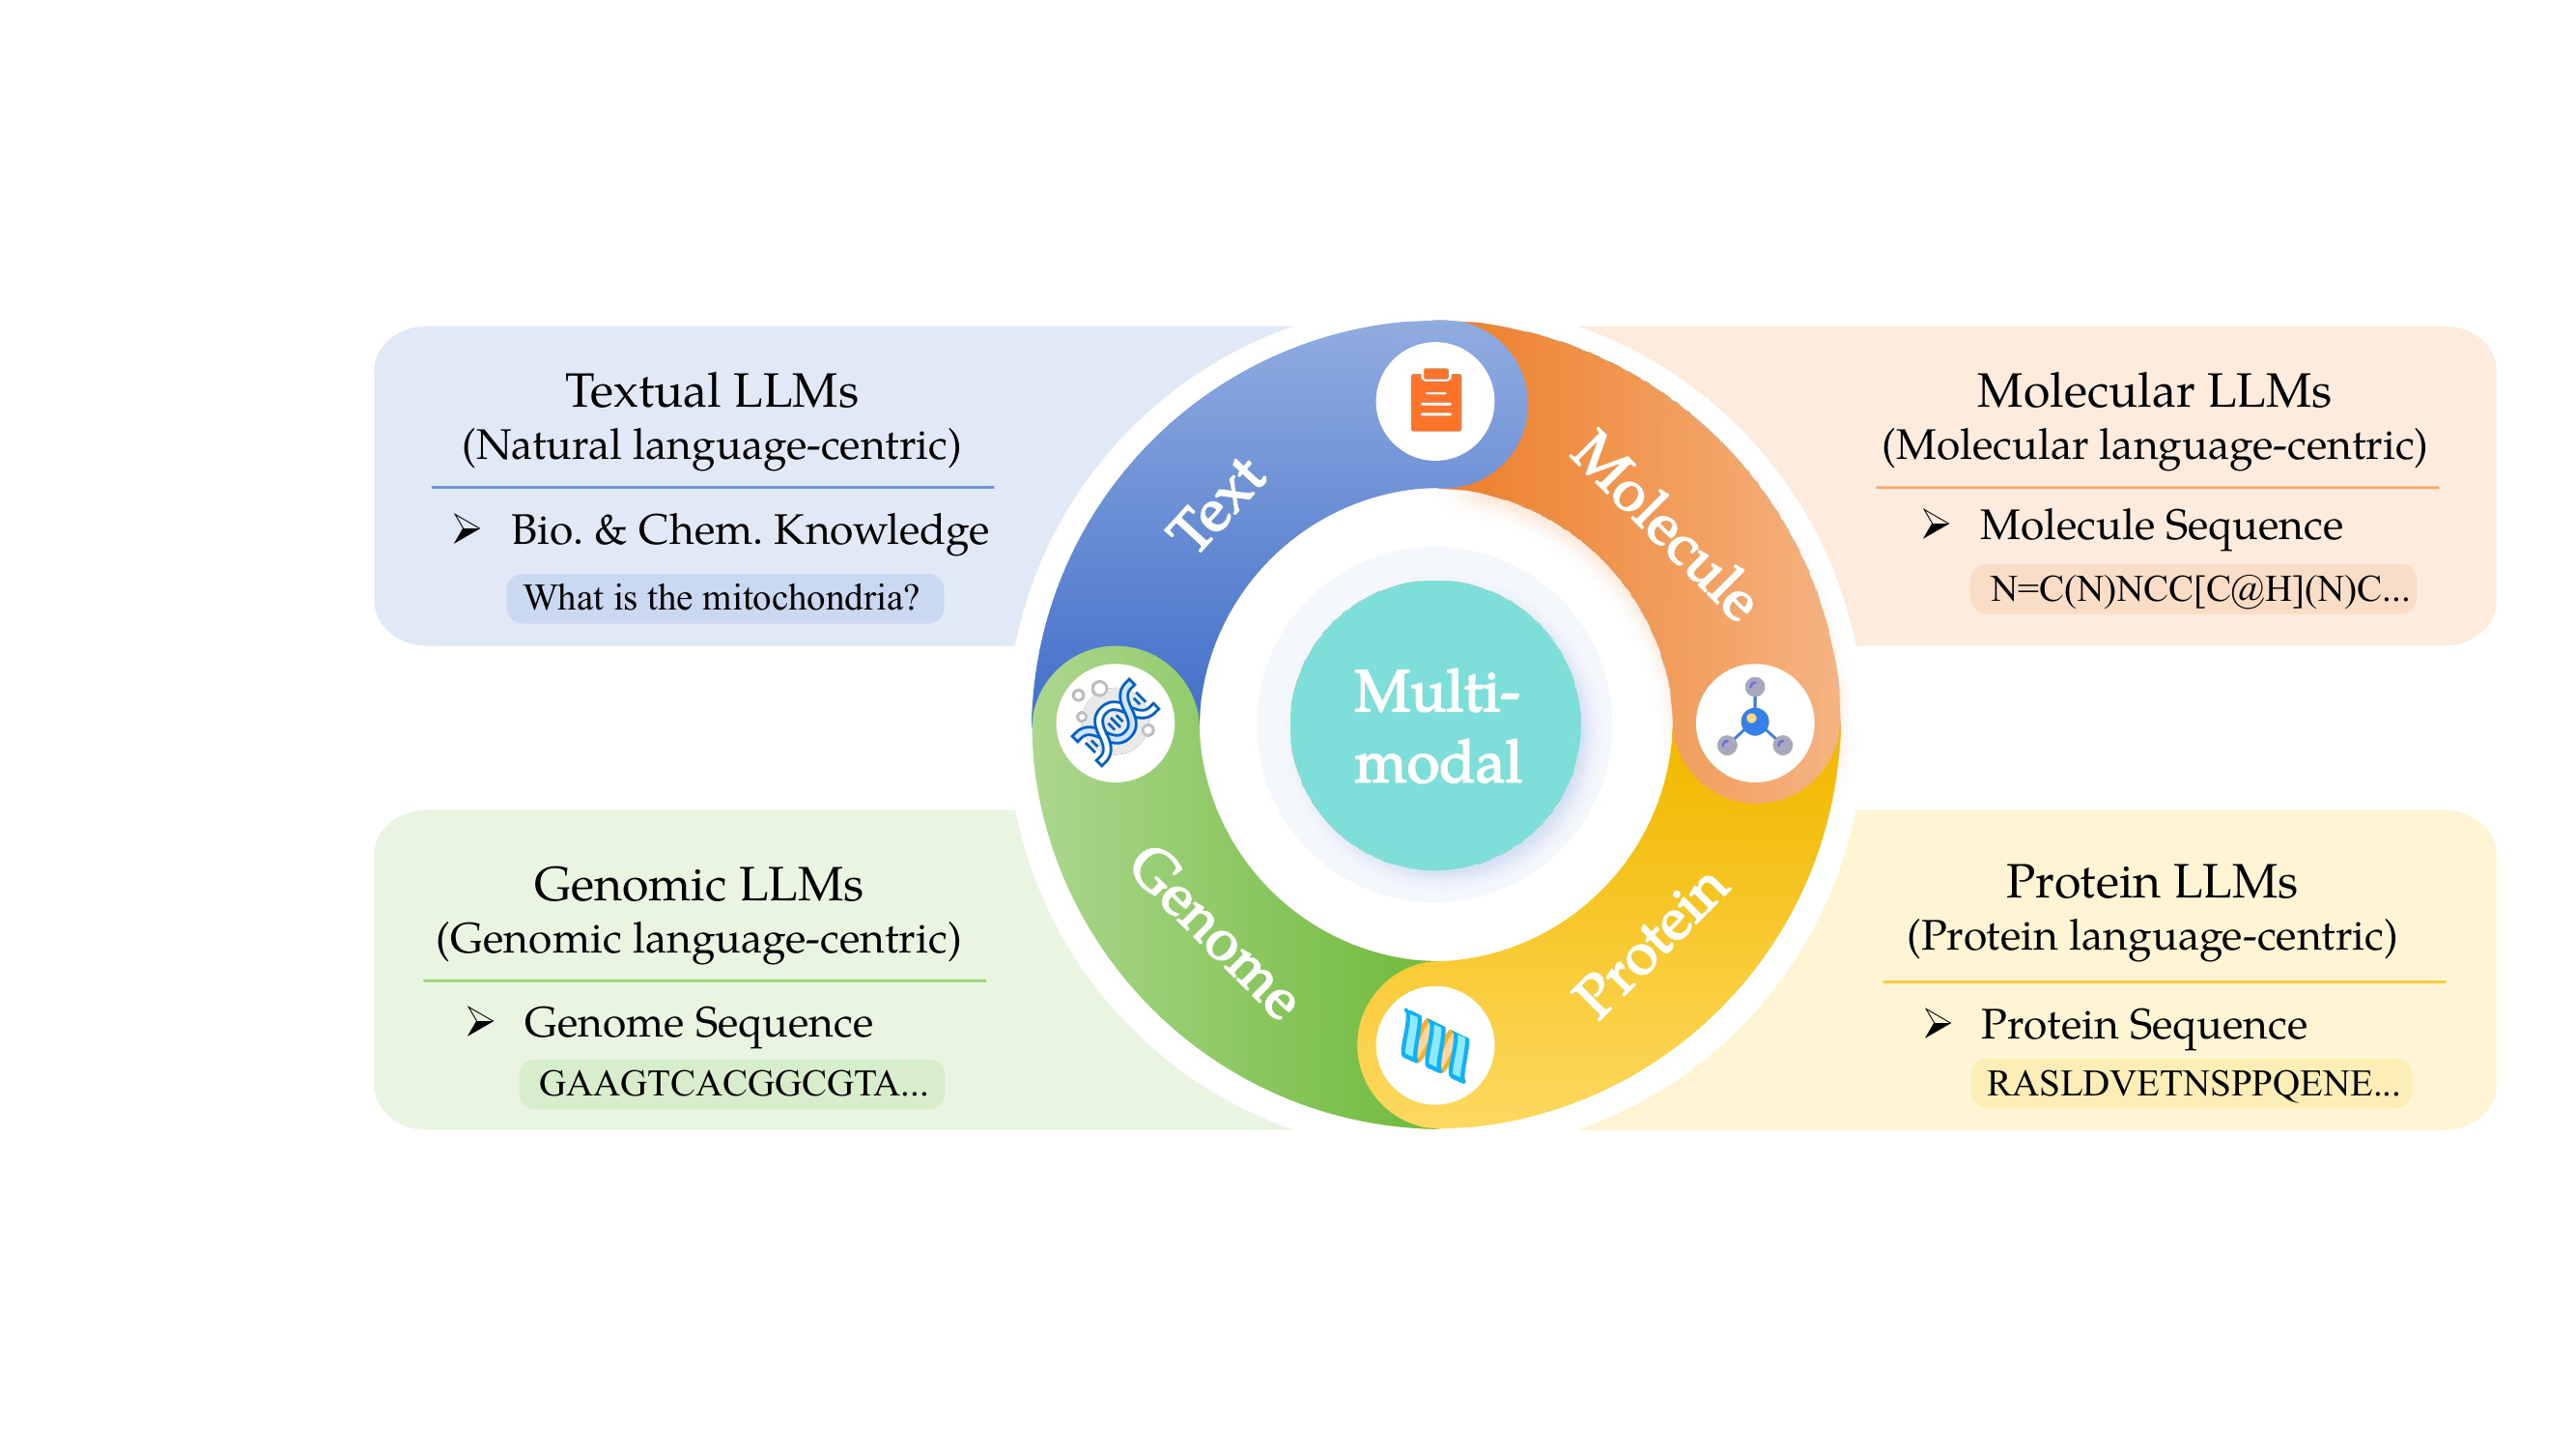 Textual LLMs
(Natural language-centric)
Bio. & Chem. Knowledge
What is the mitochondria?
Molecular LLMs
(Molecular language-centric)
Molecule Sequence
N=C(N)NCC[C@H](N)C...
Text
Molecule
Multi-
modal
Genome
Protein
Genomic LLMs
(Genomic language-centric)
Genome Sequence
GAAGTCACGGCGTA...
Protein LLMs
(Protein language-centric)
Protein Sequence
RASLDVETNSPPQENE...